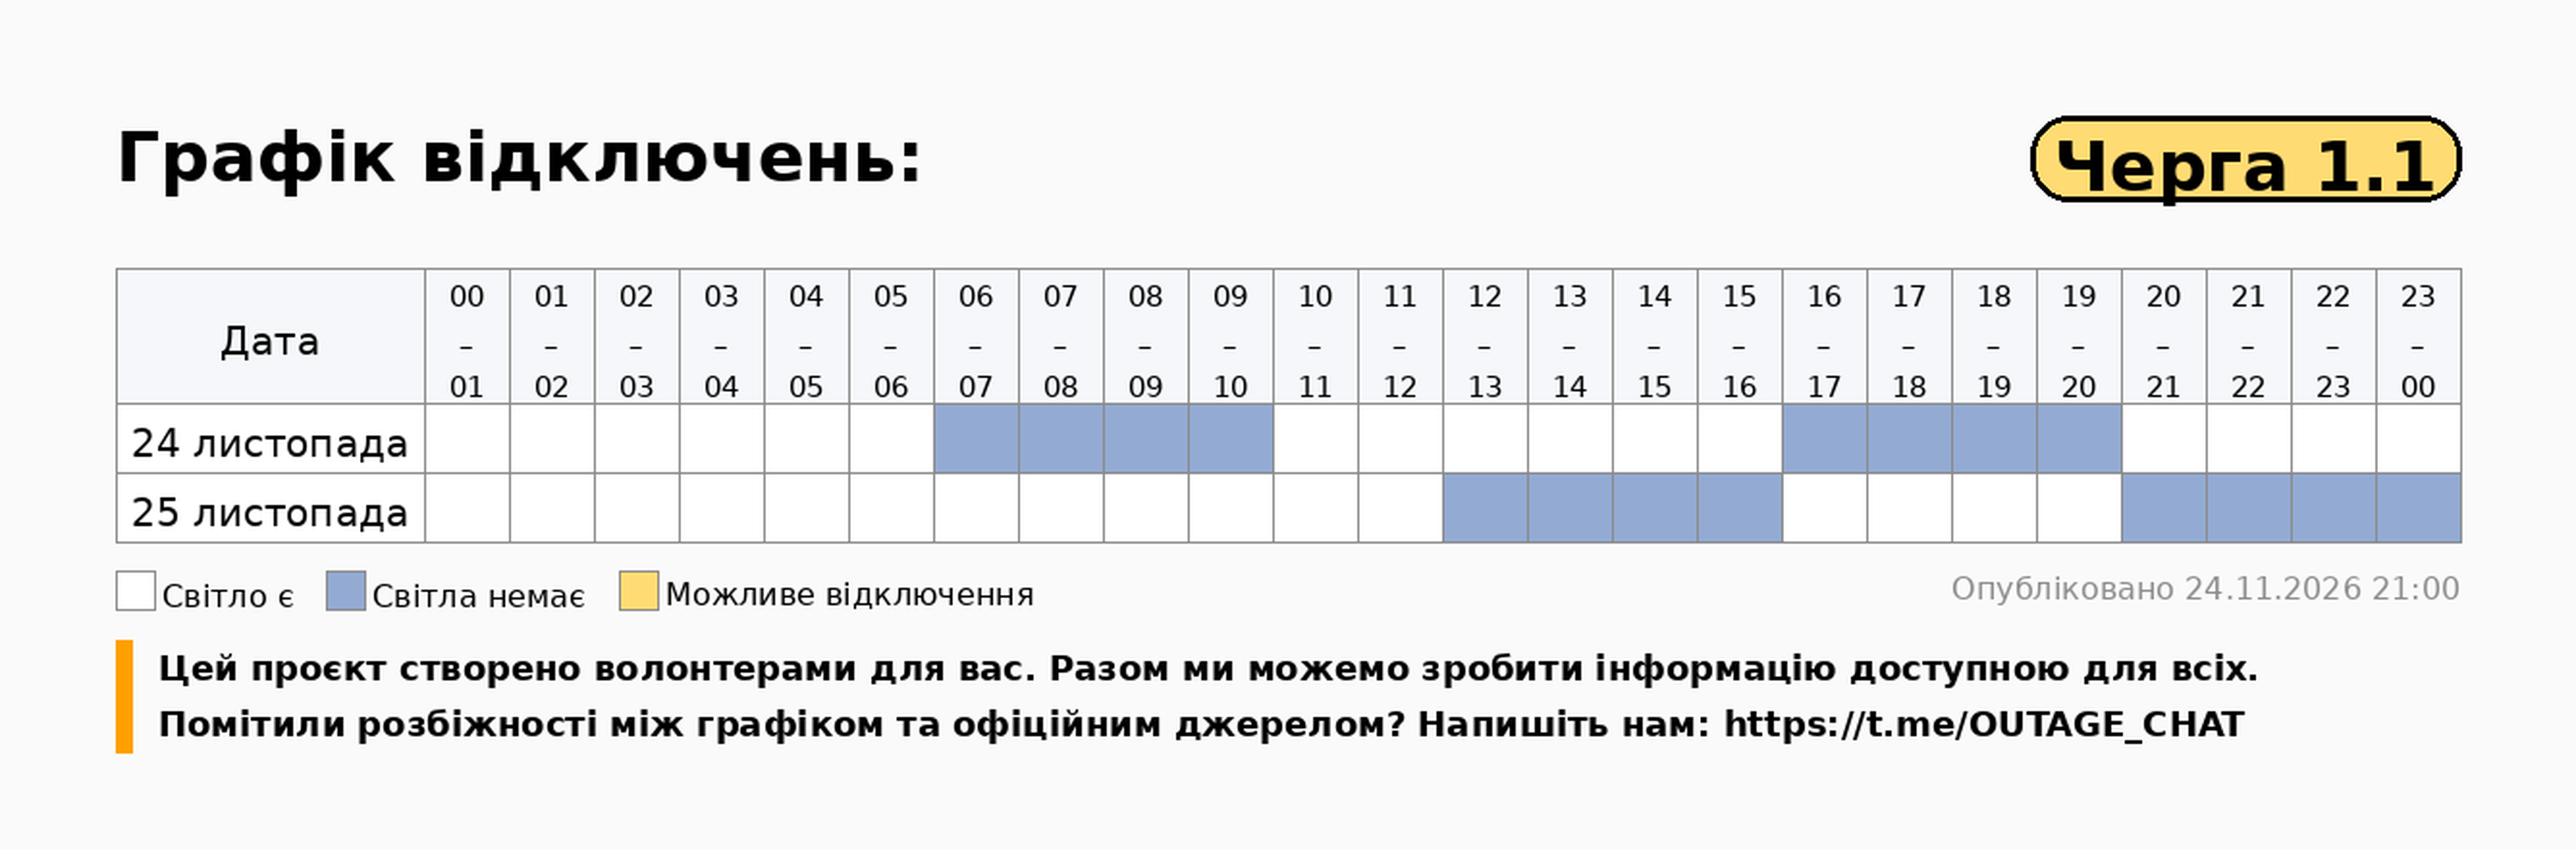 Графік відключень:
Черга 1.1
Дата 00 – 01 01 – 02 02 – 03 03 – 04 04 – 05 05 – 06 06 – 07 07 – 08 08 – 09 09 – 10 10 – 11 11 – 12 12 – 13 13 – 14 14 – 15 15 – 16 16 – 17 17 – 18 18 – 19 19 – 20 20 – 21 21 – 22 22 – 23 23 – 00
24 листопада
25 листопада
Світло є Світла немає Можливе відключення
Опубліковано 24.11.2026 21:00
Цей проєкт створено волонтерами для вас. Разом ми можемо зробити інформацію доступною для всіх.
Помітили розбіжності між графіком та офіційним джерелом? Напишіть нам: https://t.me/OUTAGE_CHAT